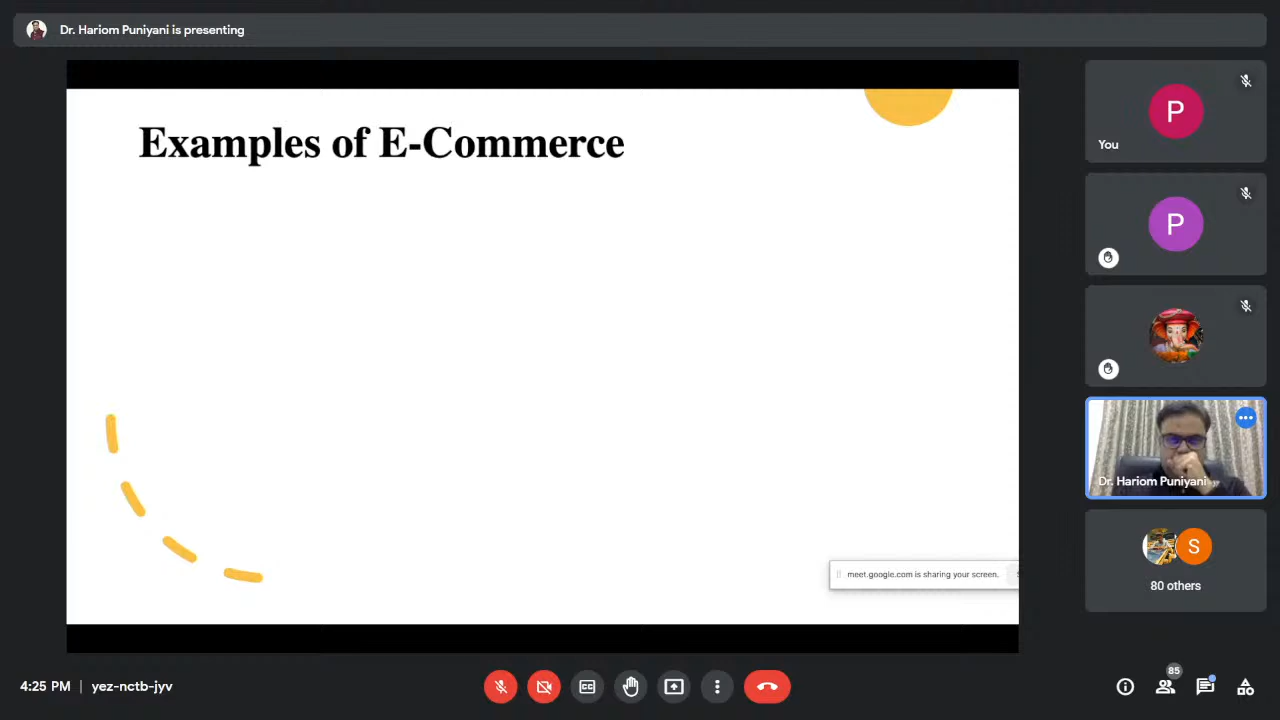 Dr. Hariom Puniyani is presenting
Examples of E-Commerce
P
You
P
Dr. Hariom Puniyani
S
80 others
meet.google.com is sharing your screen.
4:25 PM | yez-nctb-jyv
85